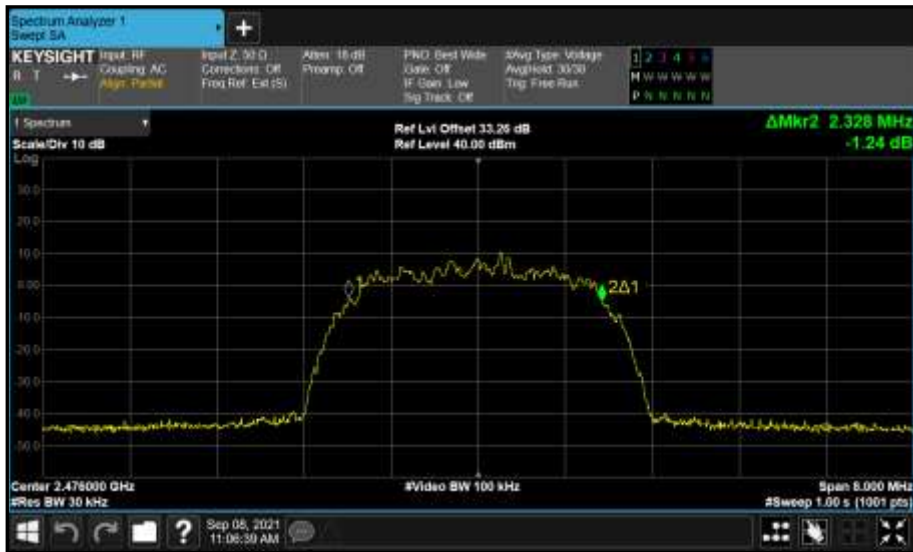 Spectrum Analyzer 1
Swept SA
+
KEYSIGHT
R T
Input: RF
Coupling: AC
Align: Partial
Input Z: 50 Ω
Corrections: Off
Freq Ref: Ext (S)
Atten: 18 dB
Preamp: Off
PNO: Best Wide
Gate: Off
IF Gain: Low
Sig Track: Off
#Avg Type: Voltage
Avg|Hold: 30/30
Trig: Free Run
1 2 3 4 5 6
M W W W W W
P N N N N N
1 Spectrum
Scale/Div 10 dB
Ref Lvl Offset 33.26 dB
Ref Level 40.00 dBm
ΔMkr2 2.328 MHz
-1.24 dB
Log
30.0
20.0
10.0
0.00
-10.0
-20.0
-30.0
-40.0
-50.0
2Δ1
Center 2.476000 GHz
#Res BW 30 kHz
#Video BW 100 kHz
Span 8.000 MHz
#Sweep 1.00 s (1001 pts)
?
Sep 08, 2021
11:06:39 AM